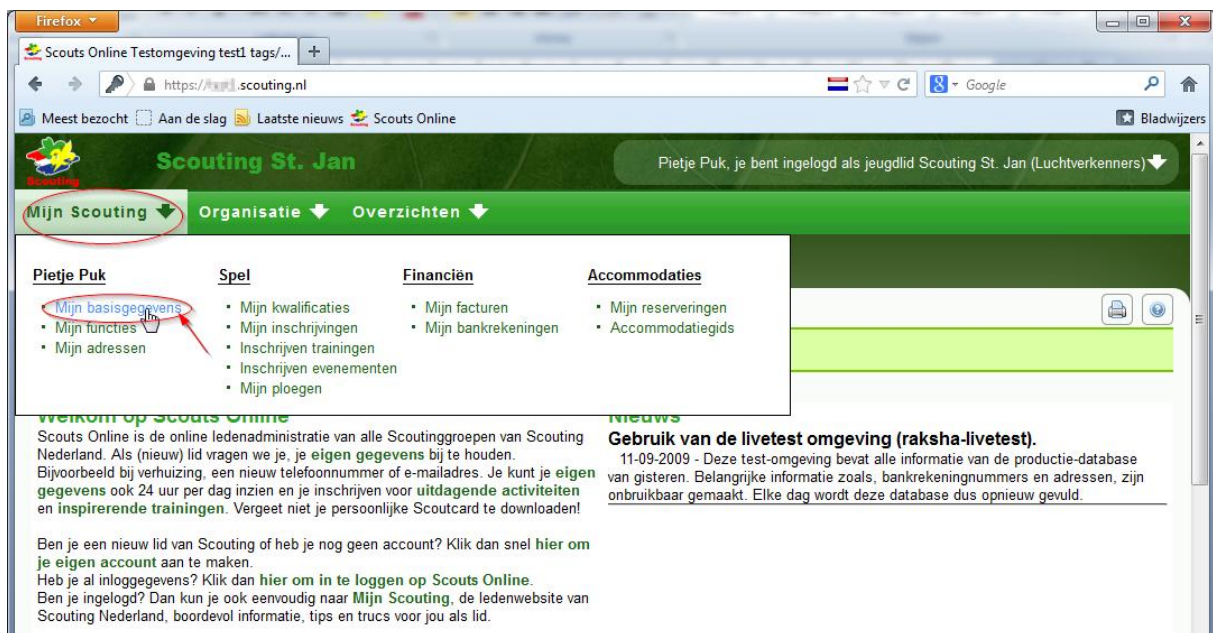 Firefox
Scouts Online Testomgeving test1 tags/...
https://
.scouting.nl
Google
Meest bezocht Aan de slag Laatste nieuws Scouts Online
Bladwijzers
Scouting
Scouting St. Jan
Pietje Puk, je bent ingelogd als jeugdlid Scouting St. Jan (Luchtverkenners)
Mijn Scouting Organisatie Overzichten
Pietje Puk
Mijn basisgegevens
Mijn functies
Mijn adressen
Spel
Mijn kwalificaties
Mijn inschrijvingen
Inschrijven trainingen
Inschrijven evenementen
Mijn ploegen
Financiën
Mijn facturen
Mijn bankrekeningen
Accommodaties
Mijn reserveringen
Accommodatiegids
Welkom op Scouts Online
Scouts Online is de online ledenadministratie van alle Scoutinggroepen van Scouting
Nederland. Als (nieuw) lid vragen we je, je eigen gegevens bij te houden.
Bijvoorbeeld bij verhuizing, een nieuw telefoonnummer of e-mailadres. Je kunt je eigen
gegevens ook 24 uur per dag inzien en je inschrijven voor uitdagende activiteiten
en inspirerende trainingen. Vergeet niet je persoonlijke Scoutcard te downloaden!
Ben je een nieuw lid van Scouting of heb je nog geen account? Klik dan snel hier om
je eigen account aan te maken.
Heb je al inloggegevens? Klik dan hier om in te loggen op Scouts Online.
Ben je ingelogd? Dan kun je ook eenvoudig naar Mijn Scouting, de ledenwebsite van
Scouting Nederland, boordevol informatie, tips en trucs voor jou als lid.
Nieuws
Gebruik van de livetest omgeving (raksha-livetest).
11-09-2009 - Deze test-omgeving bevat alle informatie van de productie-database
van gisteren. Belangrijke informatie zoals, bankrekeningnummers en adressen, zijn
onbruikbaar gemaakt. Elke dag wordt deze database dus opnieuw gevuld.